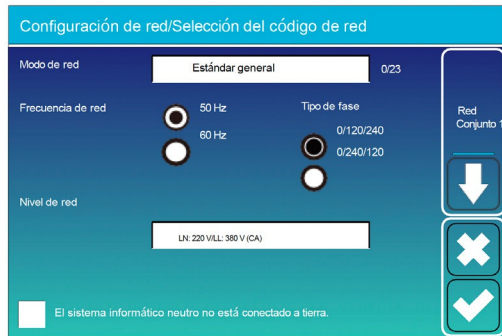 Configuración de red/Selección del código de red
Modo de red
Estándar general
0/23
Frecuencia de red
50 Hz
60 Hz
Tipo de fase
0/120/240
0/240/120
Red
Conjunto 1
Nivel de red
LN: 220 V/LL: 380 V (CA)
El sistema informático neutro no está conectado a tierra.